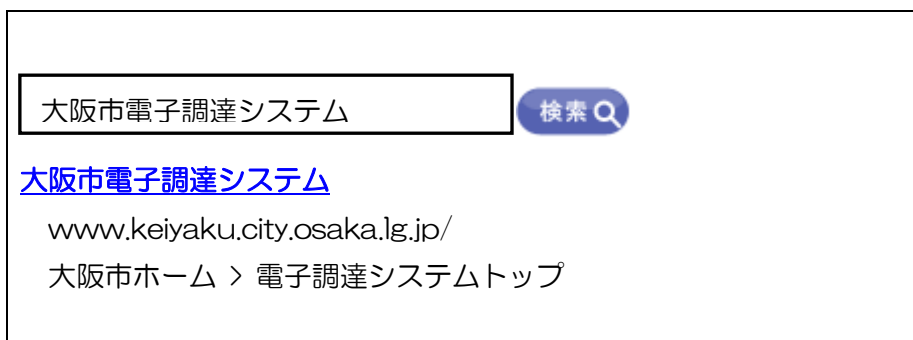 大阪市電子調達システム
検索
大阪市電子調達システム
www.keiyaku.city.osaka.lg.jp/
大阪市ホーム > 電子調達システムトップ